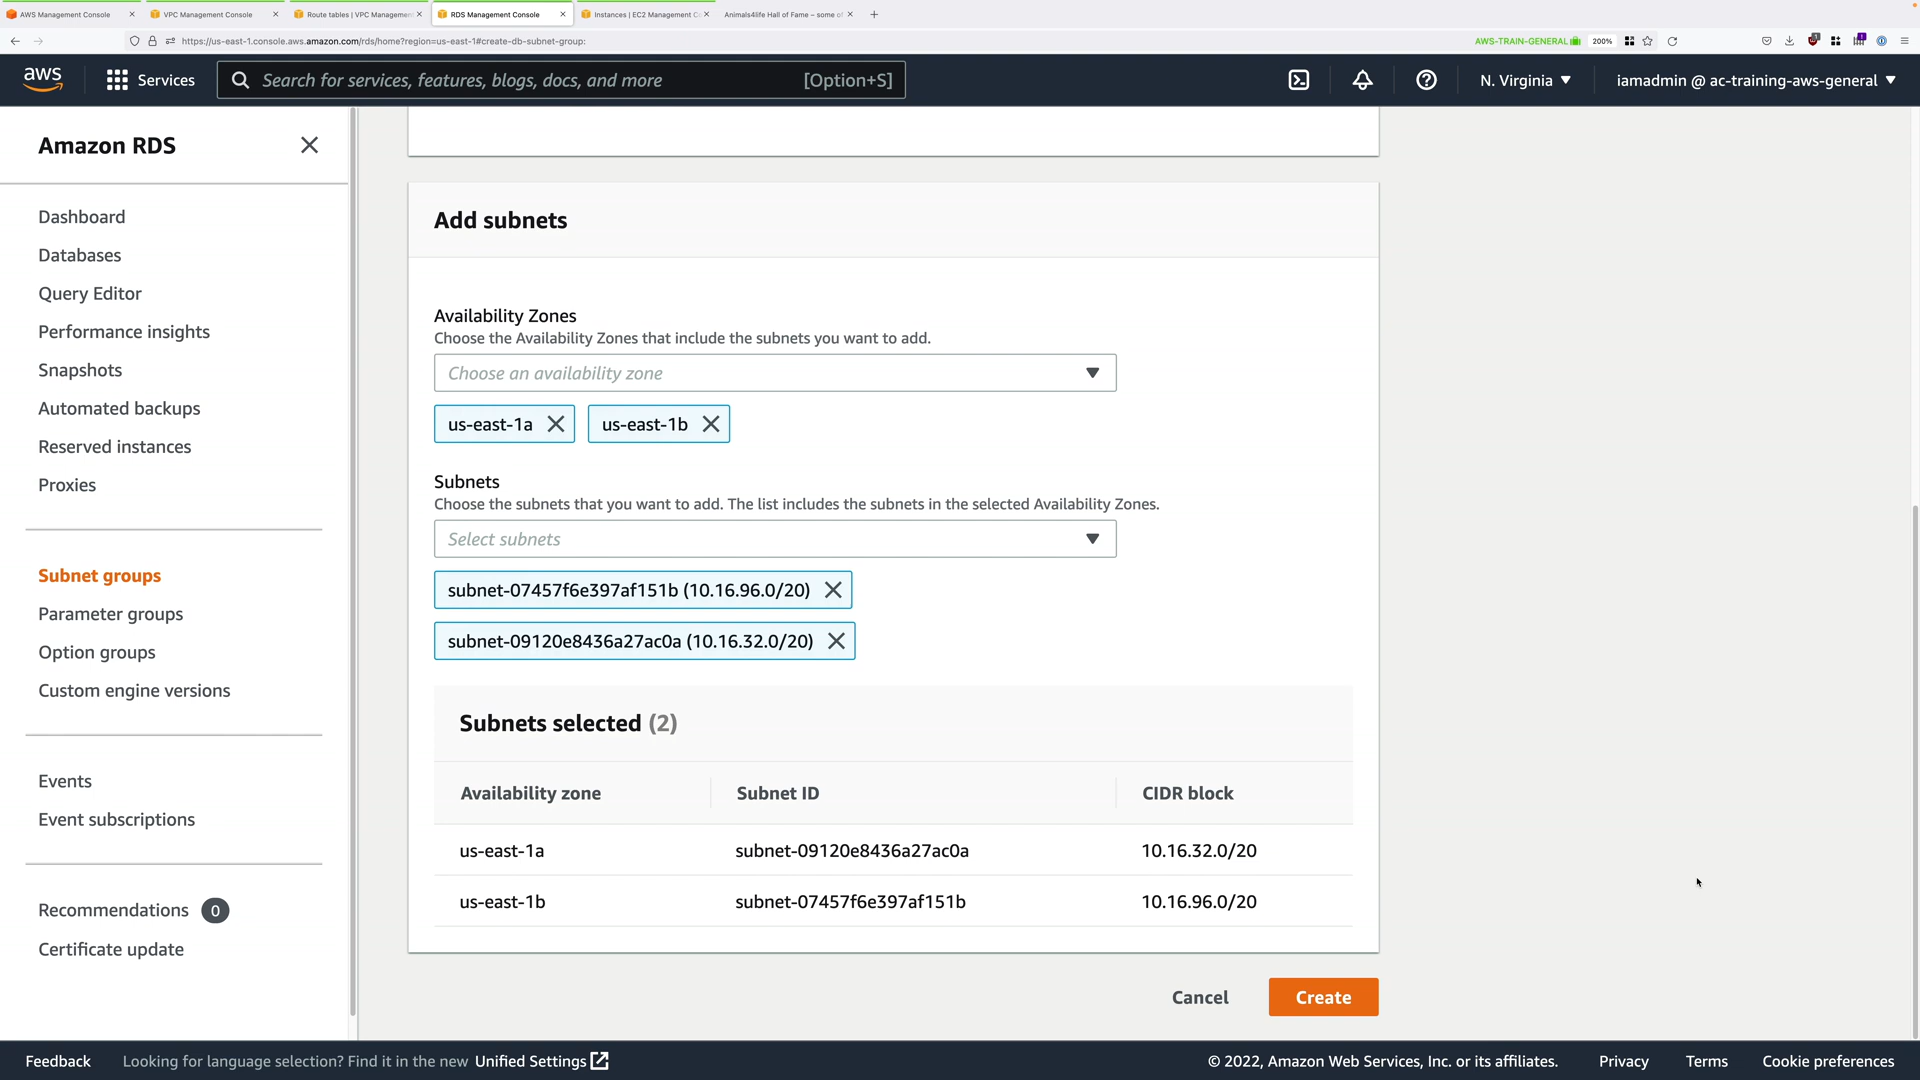 AWS Management Console
VPC Management Console
Route tables | VPC Management
RDS Management Console
Instances | EC2 Management C
Animals4life Hall of Fame – some of
https://us-east-1.console.aws.amazon.com/rds/home?region=us-east-1#create-db-subnet-group:
AWS-TRAIN-GENERAL
200%
aws
Services
Search for services, features, blogs, docs, and more
[Option+S]
N. Virginia
iamadmin @ ac-training-aws-general
Amazon RDS
Dashboard
Databases
Query Editor
Performance insights
Snapshots
Automated backups
Reserved instances
Proxies
Subnet groups
Parameter groups
Option groups
Custom engine versions
Events
Event subscriptions
Recommendations 0
Certificate update
Add subnets
Availability Zones
Choose the Availability Zones that include the subnets you want to add.
Choose an availability zone
us-east-1a
us-east-1b
Subnets
Choose the subnets that you want to add. The list includes the subnets in the selected Availability Zones.
Select subnets
subnet-07457f6e397af151b (10.16.96.0/20)
subnet-09120e8436a27ac0a (10.16.32.0/20)
Subnets selected (2)
Availability zone Subnet ID CIDR block
us-east-1a subnet-09120e8436a27ac0a 10.16.32.0/20
us-east-1b subnet-07457f6e397af151b 10.16.96.0/20
Cancel
Create
Feedback
Looking for language selection? Find it in the new Unified Settings
© 2022, Amazon Web Services, Inc. or its affiliates.
Privacy
Terms
Cookie preferences